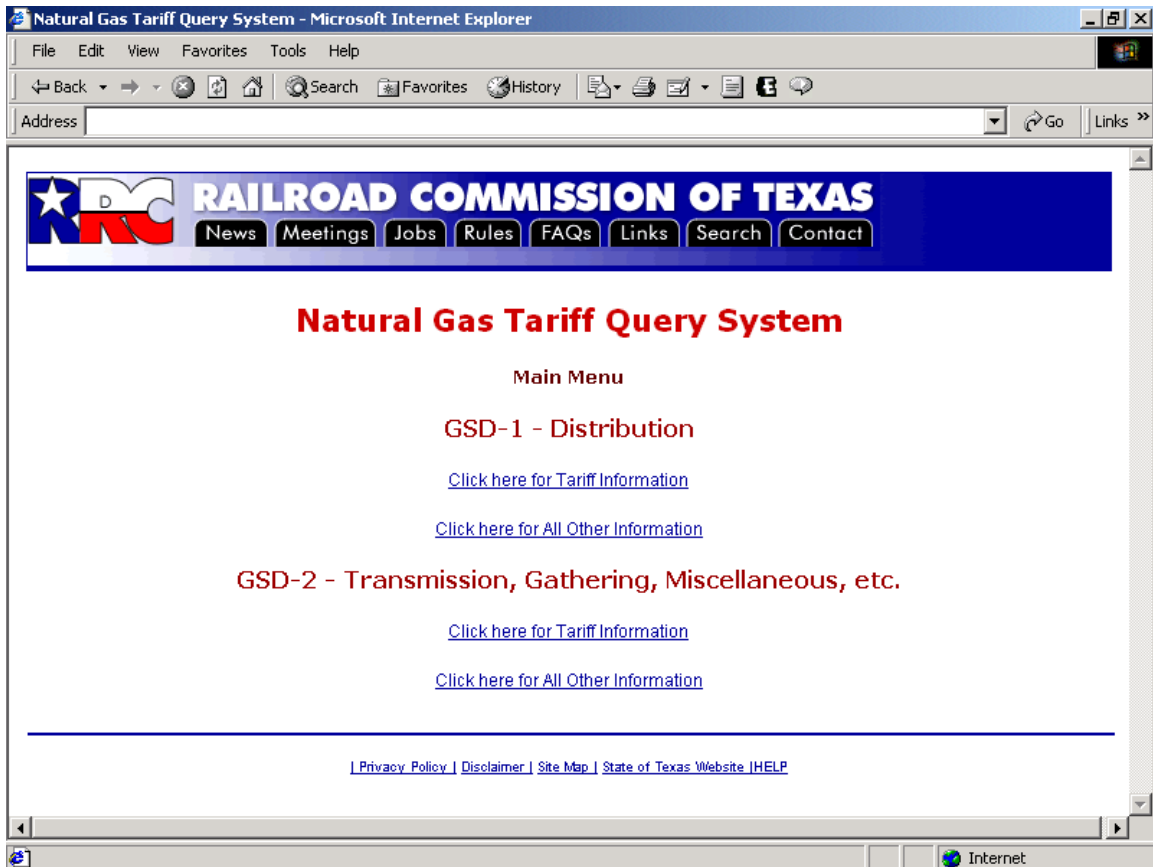 Natural Gas Tariff Query System - Microsoft Internet Explorer
File Edit View Favorites Tools Help
Back Search Favorites History
Address Go Links »
RRC RAILROAD COMMISSION OF TEXAS
News Meetings Jobs Rules FAQs Links Search Contact
Natural Gas Tariff Query System
Main Menu
GSD-1 - Distribution
Click here for Tariff Information
Click here for All Other Information
GSD-2 - Transmission, Gathering, Miscellaneous, etc.
Click here for Tariff Information
Click here for All Other Information
| Privacy Policy | Disclaimer | Site Map | State of Texas Website |HELP
Internet